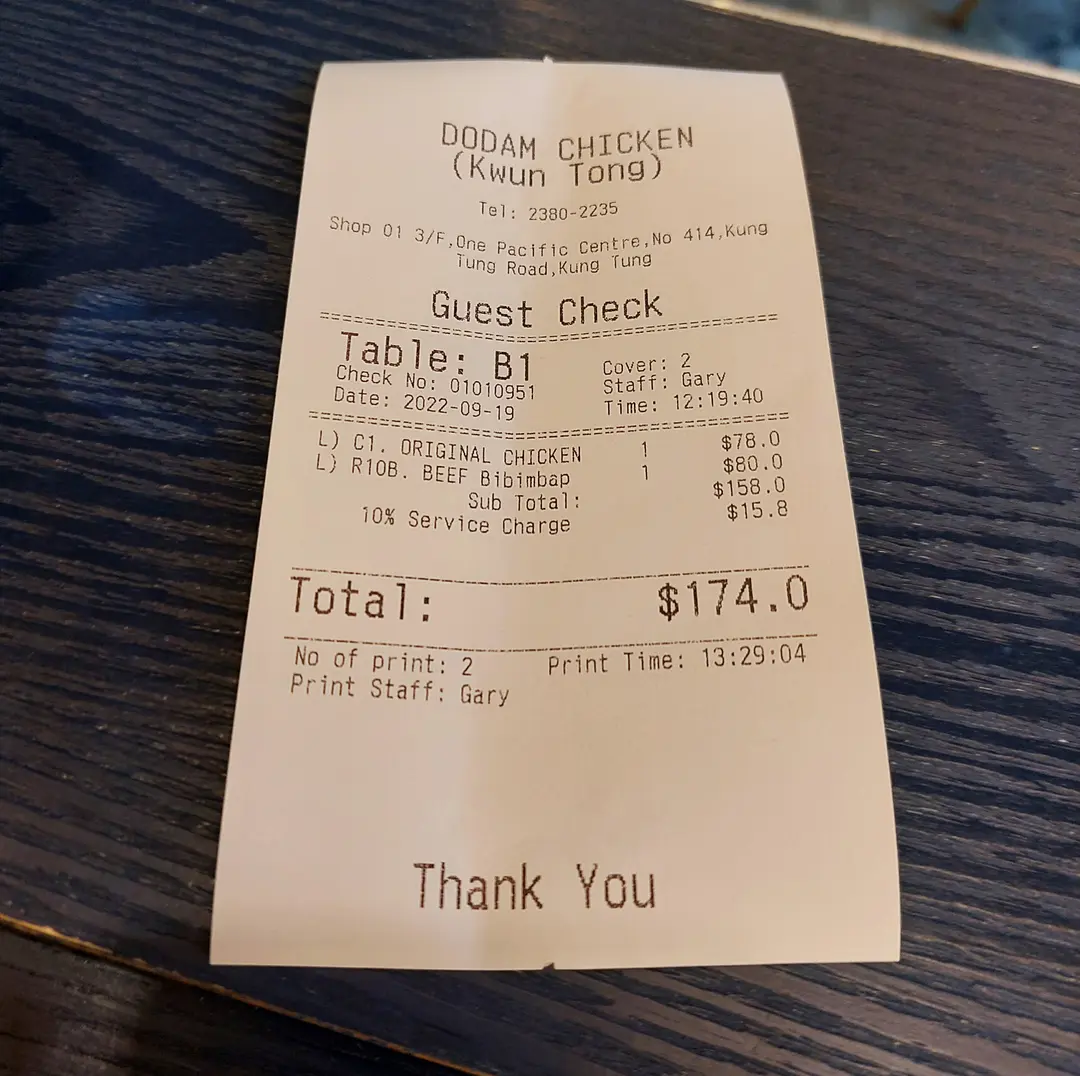 DODAM CHICKEN
(Kwun Tong)
Tel: 2380-2235
Shop 01 3/F,One Pacific Centre,No 414,Kung
Tung Road,Kung Tung
Guest Check
Table: B1
Cover: 2
Check No: 01010951
Staff: Gary
Date: 2022-09-19
Time: 12:19:40
L) C1. ORIGINAL CHICKEN 1 $78.0
L) R10B. BEEF Bibimbap 1 $80.0
Sub Total: $158.0
10% Service Charge $15.8
Total: $174.0
No of print: 2 Print Time: 13:29:04
Print Staff: Gary
Thank You